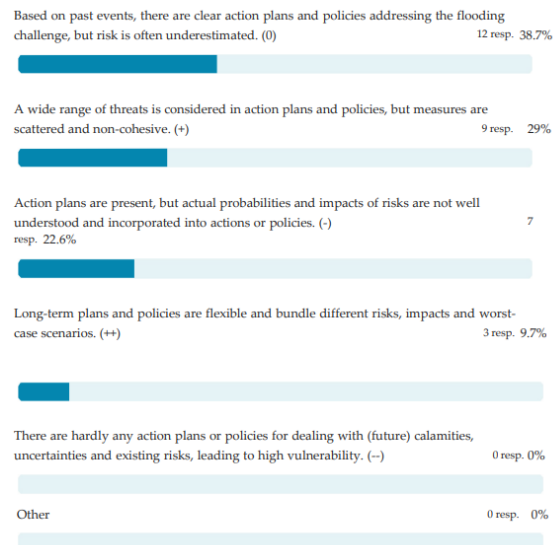 Based on past events, there are clear action plans and policies addressing the flooding
challenge, but risk is often underestimated. (0) 12 resp. 38.7%
A wide range of threats is considered in action plans and policies, but measures are
scattered and non-cohesive. (+) 9 resp. 29%
Action plans are present, but actual probabilities and impacts of risks are not well
understood and incorporated into actions or policies. (-) 7
resp. 22.6%
Long-term plans and policies are flexible and bundle different risks, impacts and worst-
case scenarios. (++) 3 resp. 9.7%
There are hardly any action plans or policies for dealing with (future) calamities,
uncertainties and existing risks, leading to high vulnerability. (--) 0 resp. 0%
Other 0 resp. 0%